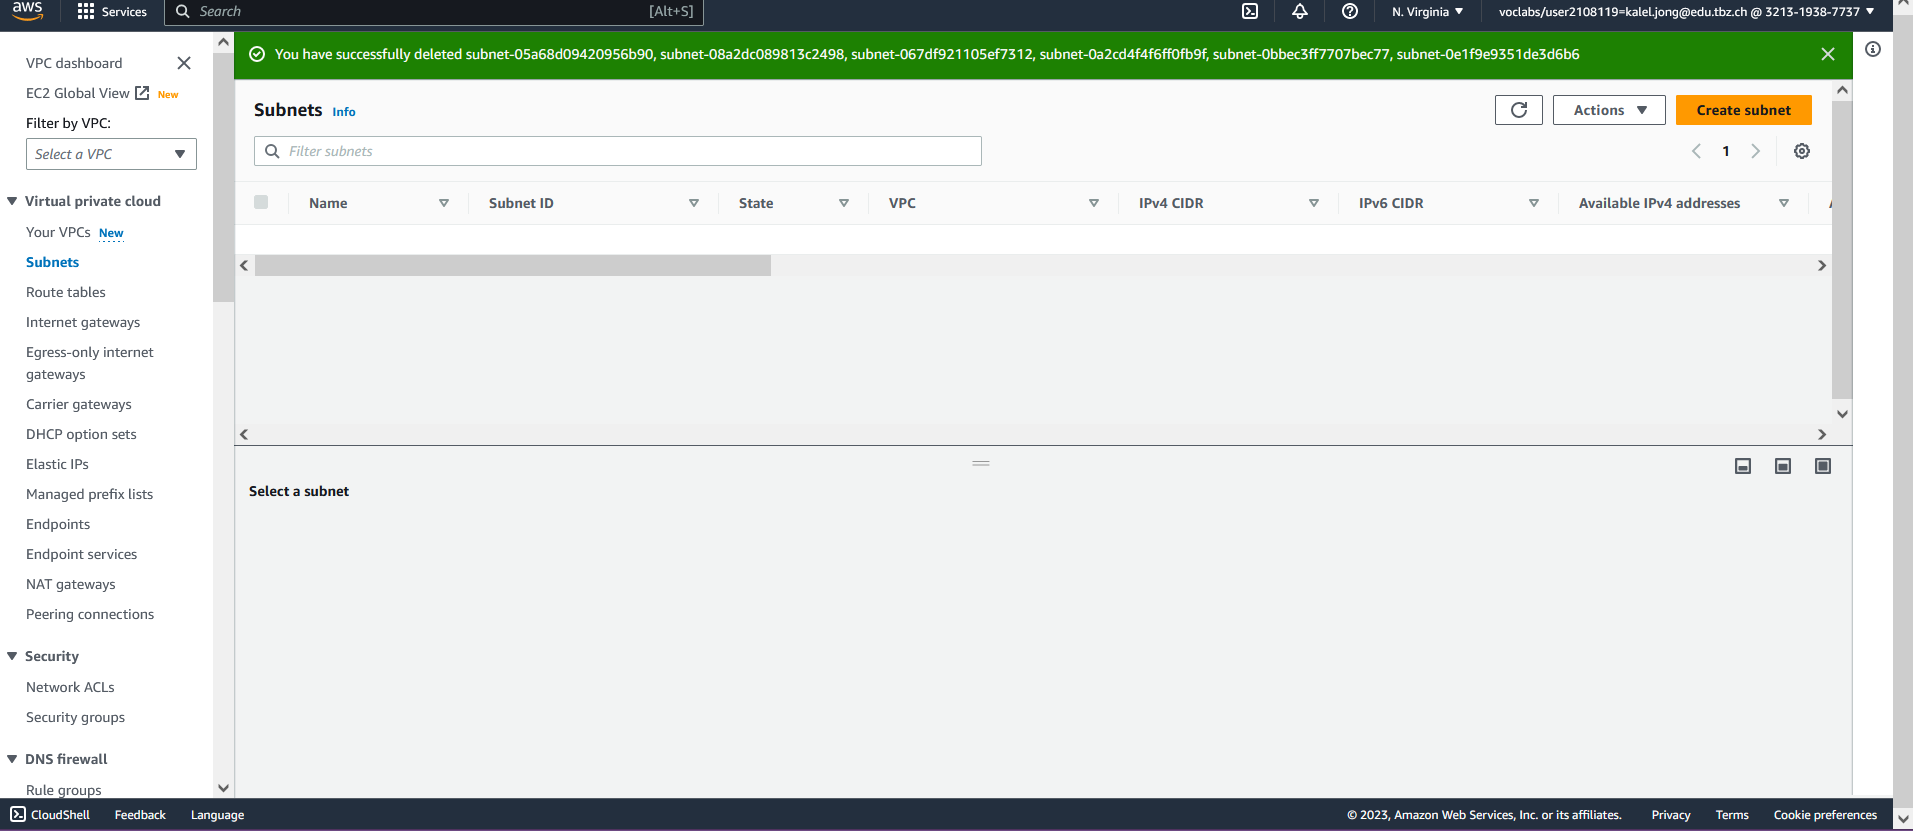 aws
Services
Search
[Alt+S]
N. Virginia
voclabs/user2108119=kalel.jong@edu.tbz.ch @ 3213-1938-7737
VPC dashboard
EC2 Global View
New
Filter by VPC:
Select a VPC
Virtual private cloud
Your VPCs New
Subnets
Route tables
Internet gateways
Egress-only internet
gateways
Carrier gateways
DHCP option sets
Elastic IPs
Managed prefix lists
Endpoints
Endpoint services
NAT gateways
Peering connections
Security
Network ACLs
Security groups
DNS firewall
Rule groups
You have successfully deleted subnet-05a68d09420956b90, subnet-08a2dc089813c2498, subnet-067df921105ef7312, subnet-0a2cd4f4f6ff0fb9f, subnet-0bbec3ff7707bec77, subnet-0e1f9e9351de3d6b6
Subnets Info
Actions
Create subnet
Filter subnets
1
Name
Subnet ID
State
VPC
IPv4 CIDR
IPv6 CIDR
Available IPv4 addresses
Select a subnet
CloudShell
Feedback
Language
© 2023, Amazon Web Services, Inc. or its affiliates.
Privacy
Terms
Cookie preferences